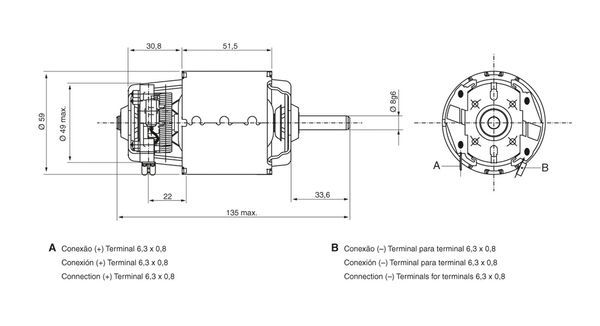 30,8
51,5
Ø 59
Ø 49 max.
Ø 8g6
22
33,6
135 max.
A
B
A Conexão (+) Terminal 6,3 x 0,8
Conexión (+) Terminal 6,3 x 0,8
Connection (+) Terminal 6,3 x 0,8
B Conexão (–) Terminal para terminal 6,3 x 0,8
Conexión (–) Terminal para terminal 6,3 x 0,8
Connection (–) Terminals for terminals 6,3 x 0,8